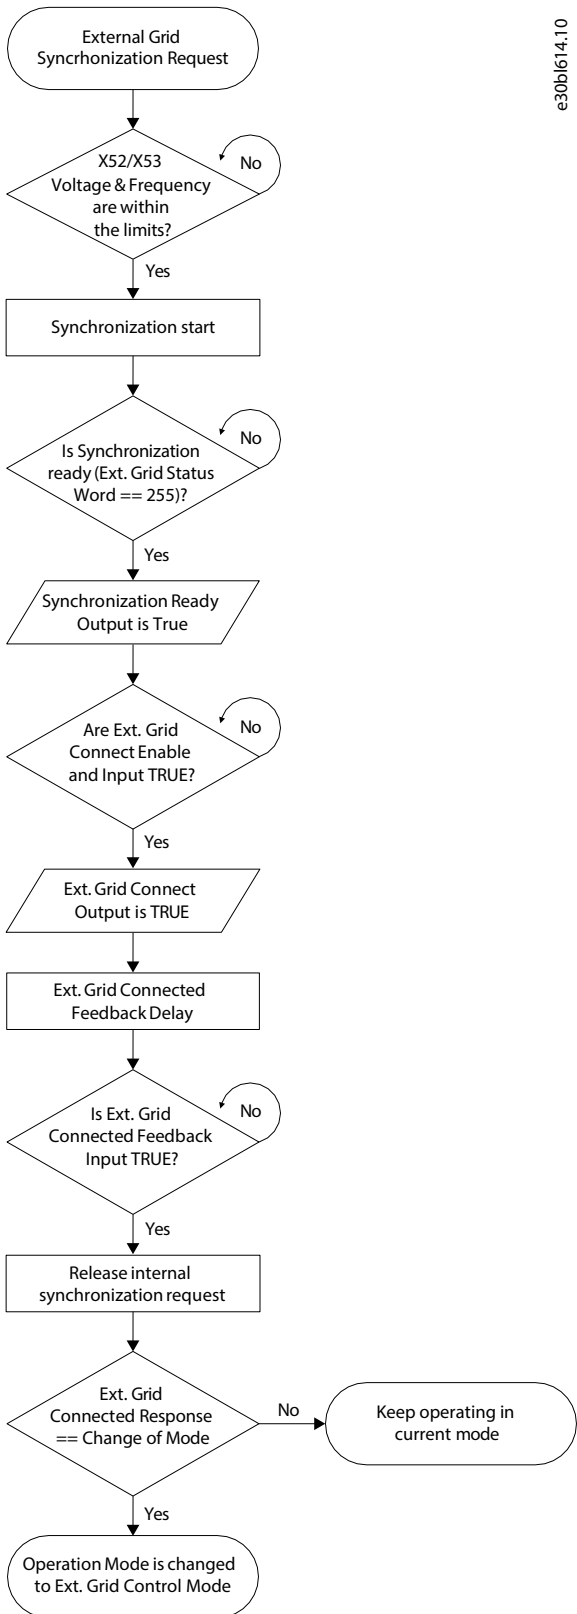 External Grid
Syncrhonization Request
e30bl614.10
X52/X53
Voltage & Frequency
are within
the limits?
No
Yes
Synchronization start
Is Synchronization
ready (Ext. Grid Status
Word == 255)?
No
Yes
Synchronization Ready
Output is True
Are Ext. Grid
Connect Enable
and Input TRUE?
No
Yes
Ext. Grid Connect
Output is TRUE
Ext. Grid Connected
Feedback Delay
Is Ext. Grid
Connected Feedback
Input TRUE?
No
Yes
Release internal
synchronization request
Ext. Grid
Connected Response
== Change of Mode
No
Keep operating in
current mode
Yes
Operation Mode is changed
to Ext. Grid Control Mode